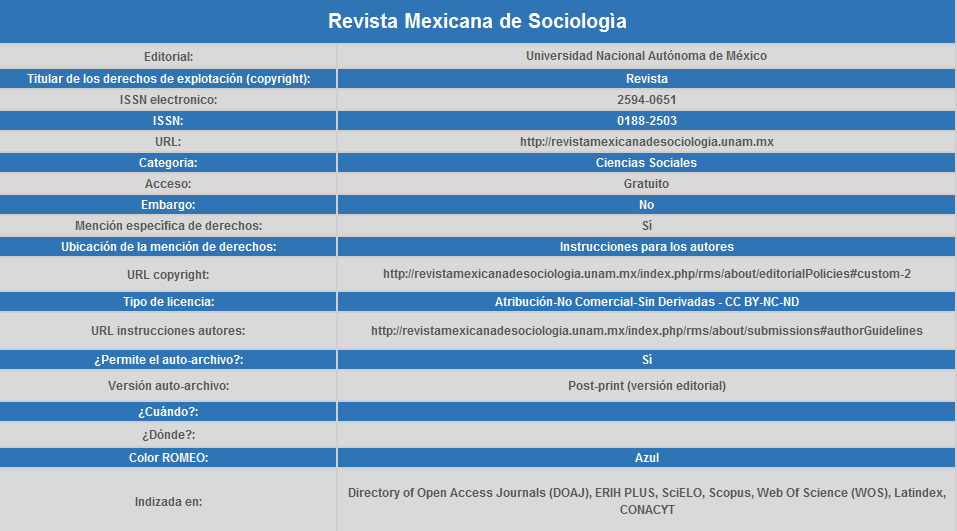 Revista Mexicana de Sociologìa
Editorial: Universidad Nacional Autónoma de México
Titular de los derechos de explotación (copyright): Revista
ISSN electronico: 2594-0651
ISSN: 0188-2503
URL: http://revistamexicanadesociologia.unam.mx
Categoria: Ciencias Sociales
Acceso: Gratuito
Embargo: No
Mención específica de derechos: Sí
Ubicación de la mención de derechos: Instrucciones para los autores
URL copyright: http://revistamexicanadesociologia.unam.mx/index.php/rms/about/editorialPolicies#custom-2
Tipo de licencia: Atribución-No Comercial-Sin Derivadas - CC BY-NC-ND
URL instrucciones autores: http://revistamexicanadesociologia.unam.mx/index.php/rms/about/submissions#authorGuidelines
¿Permite el auto-archivo?: Sí
Versión auto-archivo: Post-print (versión editorial)
¿Cuándo?:
¿Dónde?:
Color ROMEO: Azul
Indizada en: Directory of Open Access Journals (DOAJ), ERIH PLUS, SciELO, Scopus, Web Of Science (WOS), Latindex,
CONACYT